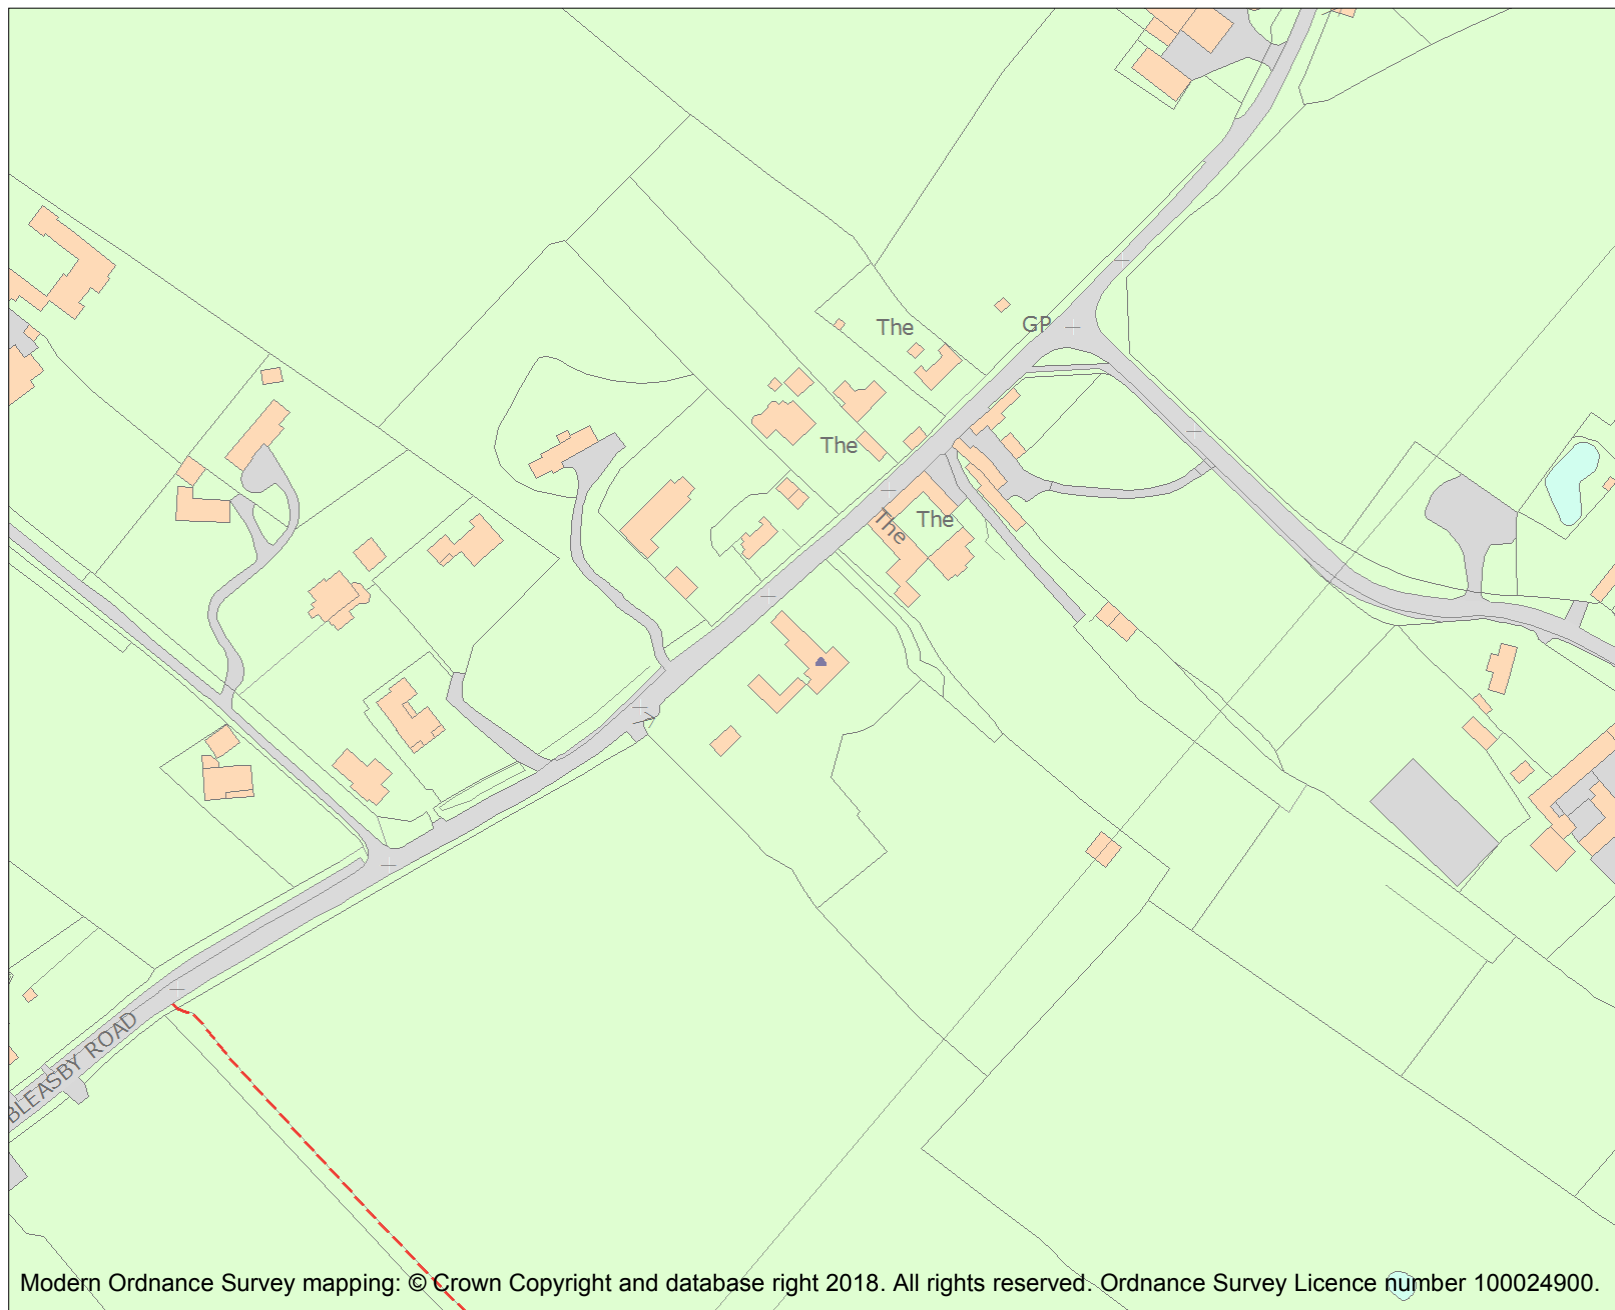 The
GP
The
The
The
BLEASBY ROAD
Modern Ordnance Survey mapping: © Crown Copyright and database right 2018. All rights reserved. Ordnance Survey Licence number 100024900.